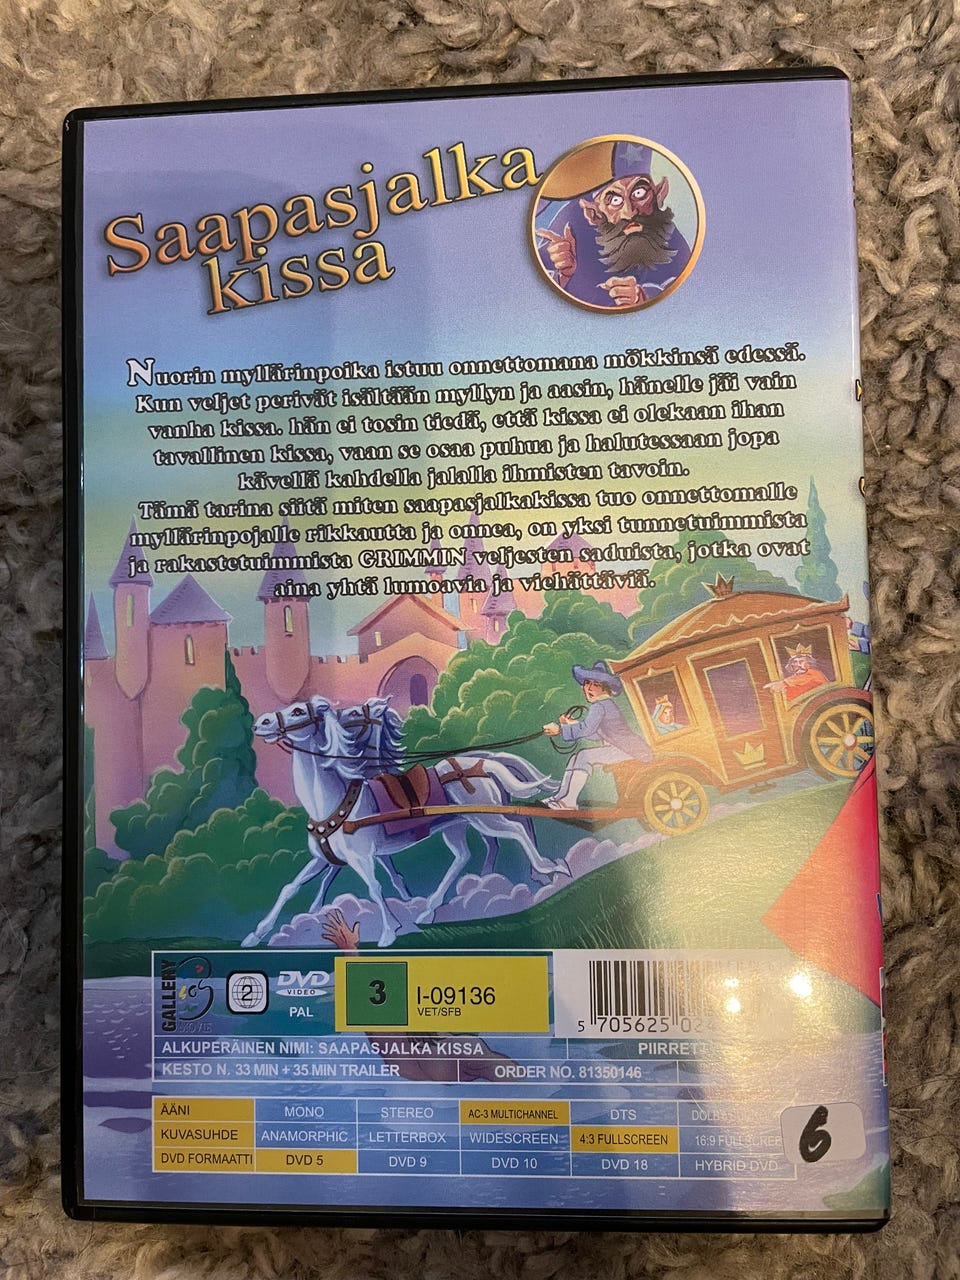 Saapasjalka
kissa
Nuorin myllärinpoika istuu onnettomana mökkinsä edessä.
Kun veljet perivät isältään myllyn ja aasin, hänelle jäi vain
vanha kissa. hän ei tosin tiedä, että kissa ei olekaan ihan
tavallinen kissa, vaan se osaa puhua ja halutessaan jopa
kävellä kahdella jalalla ihmisten tavoin.
Tämä tarina siitä miten saapasjalkakissa tuo onnettomalle
myllärinpojalle rikkautta ja onnea, on yksi tunnetuimmista
ja rakastetuimmista GRIMMIN veljesten saduista, jotka ovat
aina yhtä lumoavia ja viehättäviä.
GALLERY
MOVIE
2
DVD
VIDEO
PAL
3
I-09136
VET/SFB
5 705625 02
ALKUPERÄINEN NIMI: SAAPASJALKA KISSA
KESTO N. 33 MIN + 35 MIN TRAILER ORDER NO. 81350146
ÄÄNI MONO STEREO AC-3 MULTICHANNEL DTS
KUVASUHDE ANAMORPHIC LETTERBOX WIDESCREEN 4:3 FULLSCREEN 16:9
DVD FORMAATTI DVD 5 DVD 9 DVD 10 DVD 18 HYBRID DVD
6